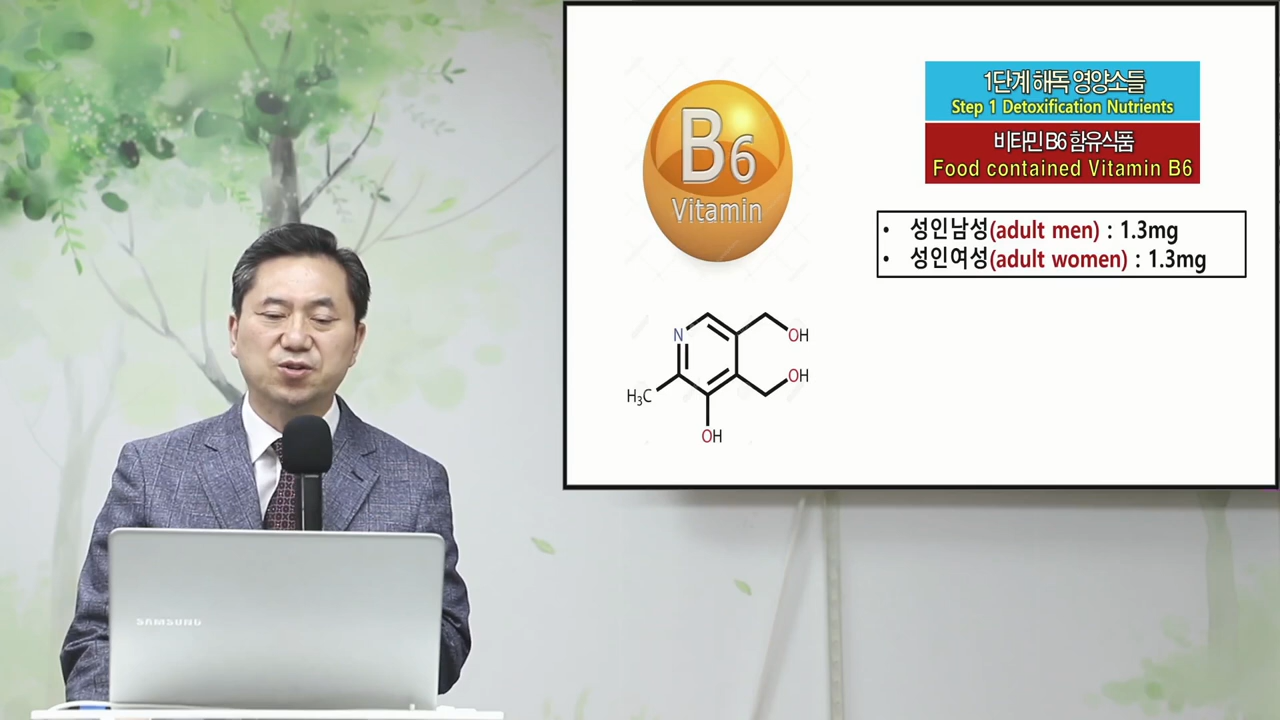 B6
Vitamin
1단계 해독 영양소들
Step 1 Detoxification Nutrients
비타민 B6 함유식품
Food contained Vitamin B6
• 성인남성(adult men) : 1.3mg
• 성인여성(adult women) : 1.3mg
N
OH
OH
H₃C
OH
SAMSUNG